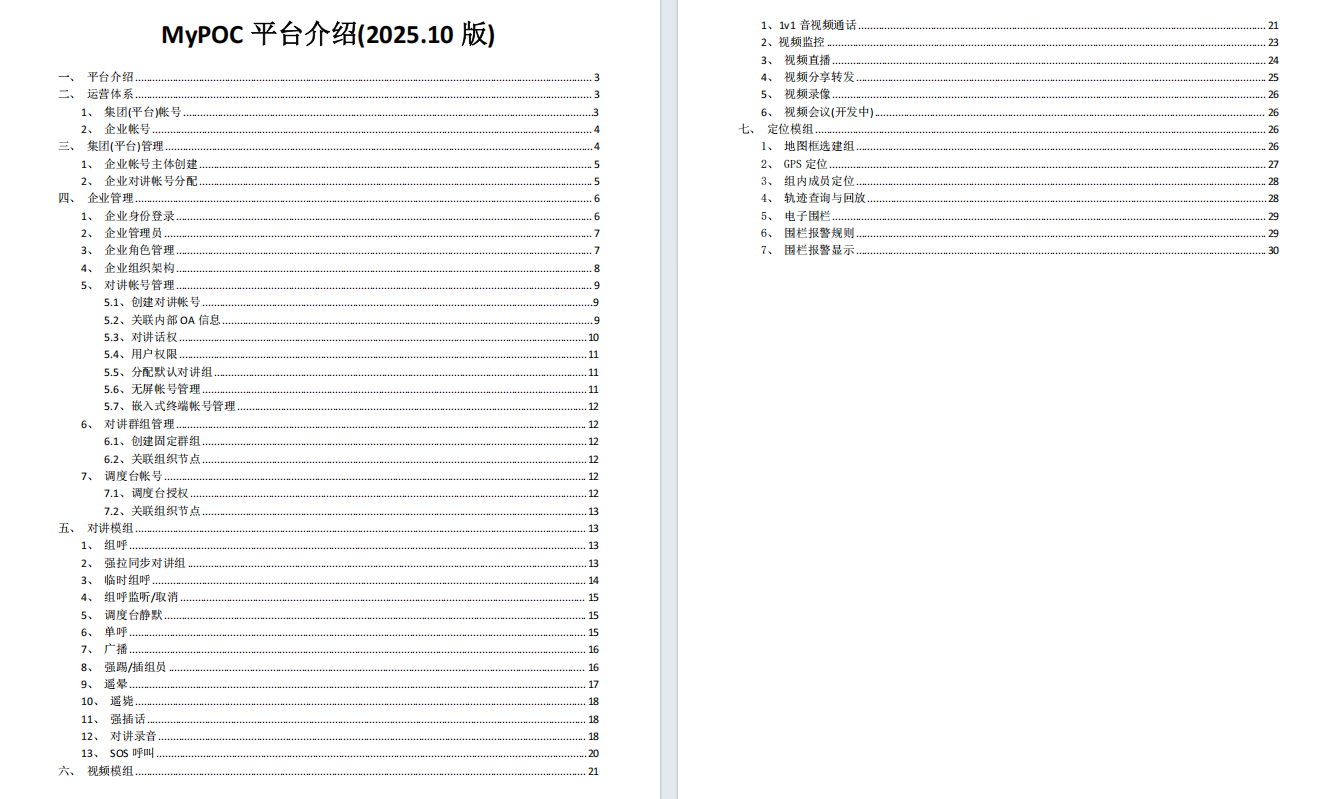 MyPOC 平台介绍(2025.10 版)
一、 平台介绍 3
二、 运营体系 3
1、 集团(平台)帐号 3
2、 企业帐号 4
三、 集团(平台)管理 4
1、 企业帐号主体创建 5
2、 企业对讲帐号分配 5
四、 企业管理 6
1、 企业身份登录 6
2、 企业管理员 7
3、 企业角色管理 7
4、 企业组织架构 8
5、 对讲帐号管理 9
5.1、创建对讲帐号 9
5.2、关联内部 OA 信息 9
5.3、对讲话权 10
5.4、用户权限 11
5.5、分配默认对讲组 11
5.6、无屏帐号管理 11
5.7、嵌入式终端帐号管理 12
6、 对讲群组管理 12
6.1、创建固定群组 12
6.2、关联组织节点 12
7、 调度台帐号 12
7.1、调度台授权 12
7.2、关联组织节点 13
五、 对讲模组 13
1、 组呼 13
2、 强拉同步对讲组 13
3、 临时组呼 14
4、 组呼监听/取消 15
5、 调度台静默 15
6、 单呼 15
7、 广播 16
8、 强踢/插组员 16
9、 遥晕 17
10、 遥毙 18
11、 强插话 18
12、 对讲录音 18
13、 SOS 呼叫 20
六、 视频模组 21
1、1v1 音视频通话 21
2、视频监控 23
3、 视频直播 24
4、 视频分享转发 25
5、 视频录像 26
6、 视频会议(开发中) 26
七、 定位模组 26
1、 地图框选建组 26
2、 GPS 定位 27
3、 组内成员定位 28
4、 轨迹查询与回放 28
5、 电子围栏 29
6、 围栏报警规则 29
7、 围栏报警显示 30